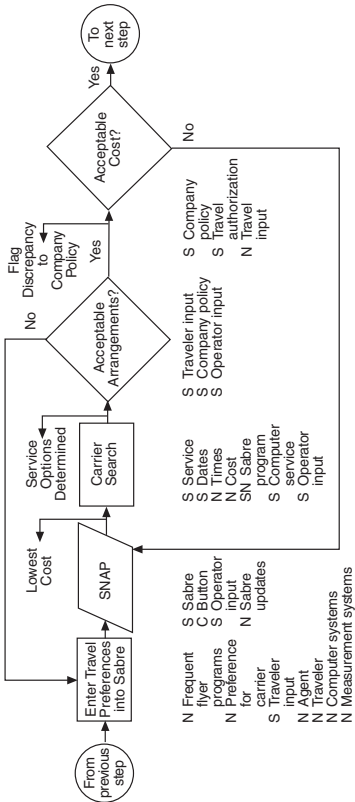 From
previous
step
Enter Travel
Preferences
into Sabre
SNAP
Lowest
Cost
Carrier
Search
Service
Options
Determined
Acceptable
Arrangements?
No
Yes
Flag
Discrepancy
to
Company
Policy
Acceptable
Cost?
Yes
No
To
next
step
N Frequent
flyer
programs
N Preference
for
carrier
S Traveler
input
N Agent
N Traveler
N Computer systems
N Measurement systems
S Sabre
C Button
S Operator
input
N Sabre
updates
S Service
S Dates
N Times
N Cost
SN Sabre
program
S Computer
service
S Operator
input
S Traveler input
S Company policy
S Operator input
S Company
policy
S Travel
authorization
N Travel
input